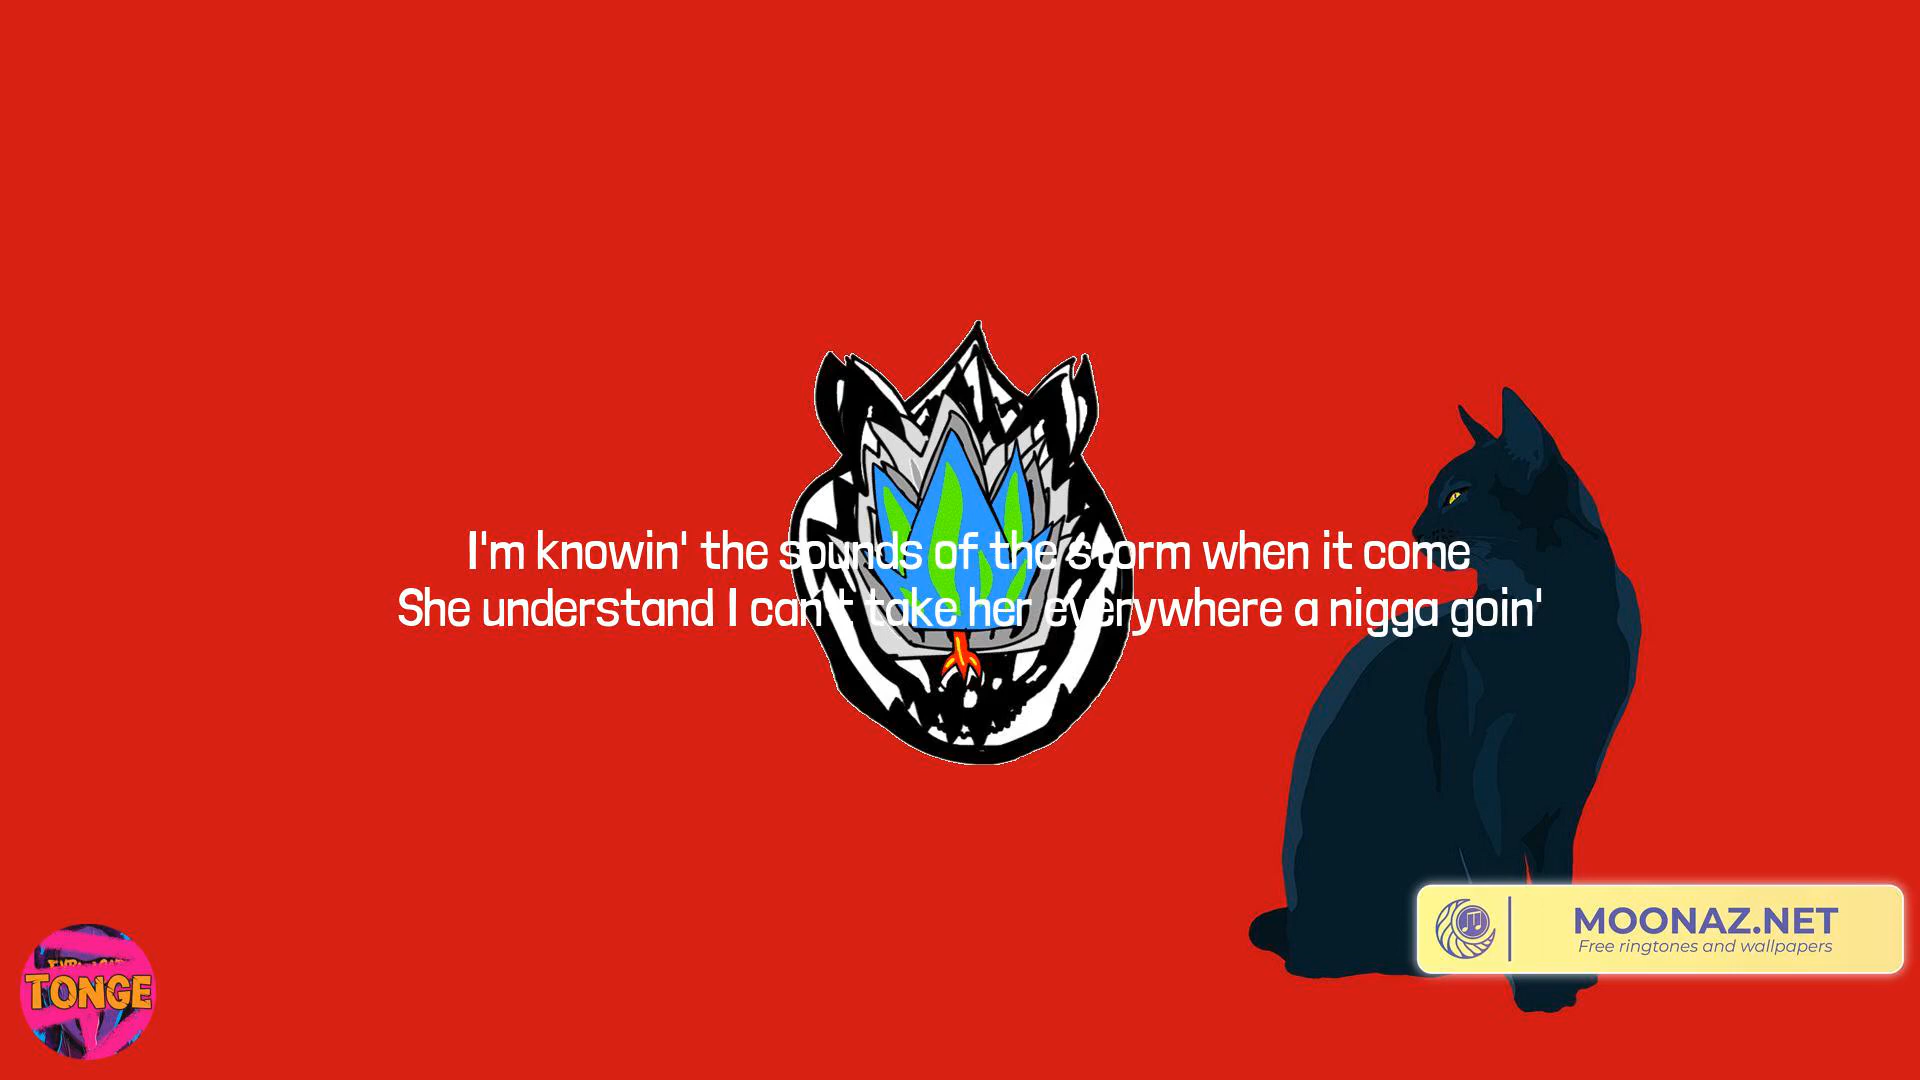 I'm knowin' the sounds of the storm when it come
She understand I can't take her everywhere a nigga goin'
MOONAZ.NET
Free ringtones and wallpapers
TONGE